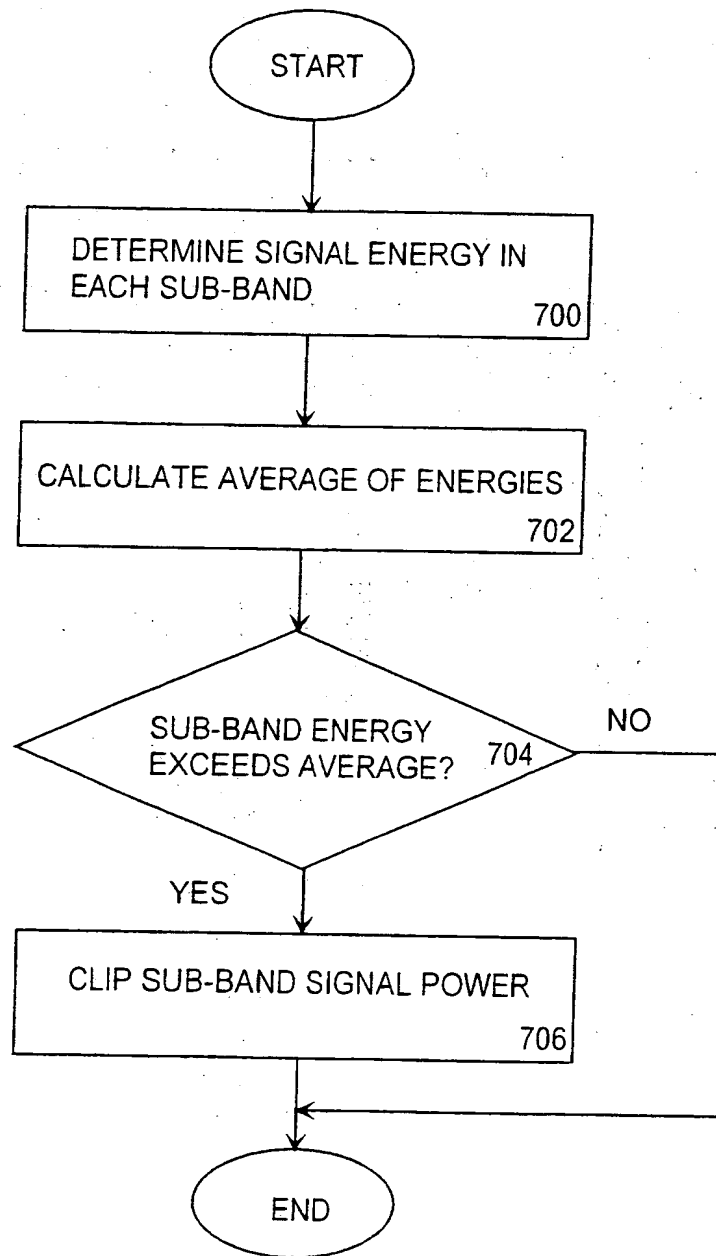 START
DETERMINE SIGNAL ENERGY IN
EACH SUB-BAND
700
CALCULATE AVERAGE OF ENERGIES
702
SUB-BAND ENERGY
EXCEEDS AVERAGE?
704
NO
YES
CLIP SUB-BAND SIGNAL POWER
706
END